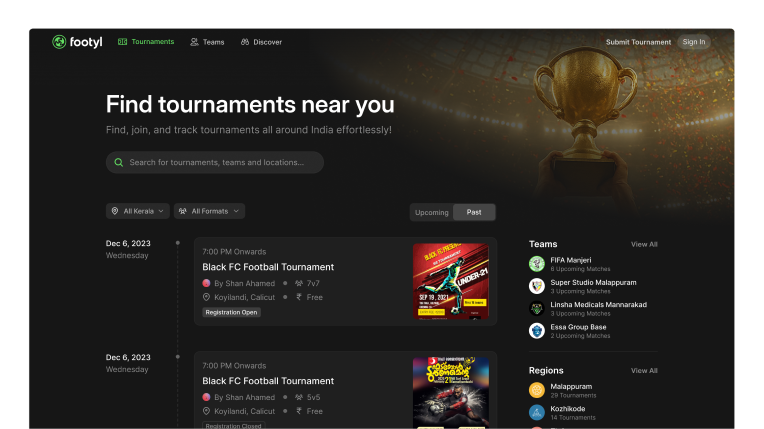 footyl
Tournaments
Teams
Discover
Submit Tournament
Sign In
Find tournaments near you
Find, join, and track tournaments all around India effortlessly!
Search for tournaments, teams and locations...
All Kerala
All Formats
Upcoming
Past
Dec 6, 2023
Wednesday
7:00 PM Onwards
Black FC Football Tournament
By Shan Ahamed
7v7
Koyilandi, Calicut
₹ Free
Registration Open
UNDER-21
SEP 19, 2021
Dec 6, 2023
Wednesday
7:00 PM Onwards
Black FC Football Tournament
By Shan Ahamed
5v5
Koyilandi, Calicut
₹ Free
Registration Closed
Teams
View All
FIFA Manjeri
6 Upcoming Matches
Super Studio Malappuram
3 Upcoming Matches
Linsha Medicals Mannarakad
3 Upcoming Matches
Essa Group Base
2 Upcoming Matches
Regions
View All
Malappuram
29 Tournaments
Kozhikode
14 Tournaments